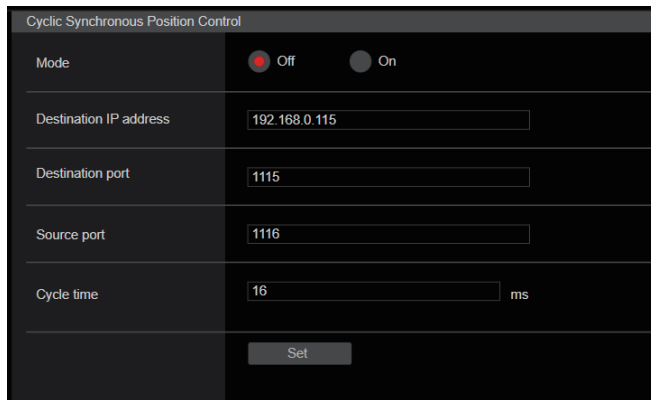 Cyclic Synchronous Position Control
Mode Off On
Destination IP address 192.168.0.115
Destination port 1115
Source port 1116
Cycle time 16 ms
Set